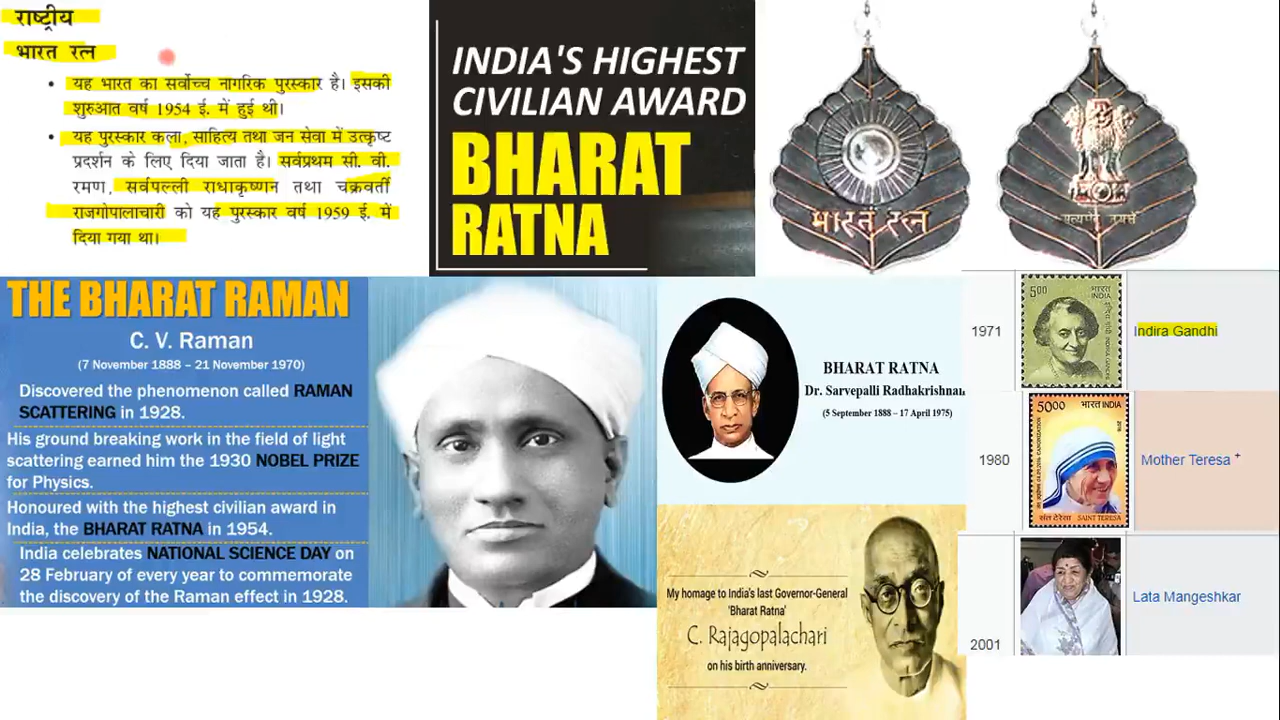 राष्ट्रीय
भारत रत्न
• यह भारत का सर्वोच्च नागरिक पुरस्कार है। इसकी
शुरुआत वर्ष 1954 ई. में हुई थी।
• यह पुरस्कार कला, साहित्य तथा जन सेवा में उत्कृष्ट
प्रदर्शन के लिए दिया जाता है। सर्वप्रथम सी. वी.
रमण, सर्वपल्ली राधाकृष्णन तथा चक्रवर्ती
राजगोपालाचारी को यह पुरस्कार वर्ष 1959 ई. में
दिया गया था।
INDIA'S HIGHEST
CIVILIAN AWARD
BHARAT
RATNA
भारत रत्न
सत्यमेव जयते
THE BHARAT RAMAN
C. V. Raman
(7 November 1888 – 21 November 1970)
Discovered the phenomenon called RAMAN
SCATTERING in 1928.
His ground breaking work in the field of light
scattering earned him the 1930 NOBEL PRIZE
for Physics.
Honoured with the highest civilian award in
India, the BHARAT RATNA in 1954.
India celebrates NATIONAL SCIENCE DAY on
28 February of every year to commemorate
the discovery of the Raman effect in 1928.
BHARAT RATNA
Dr. Sarvepalli Radhakrishnan
(5 September 1888 – 17 April 1975)
My homage to India's last Governor-General
'Bharat Ratna'
C. Rajagopalachari
on his birth anniversary.
1971
500
भारत
INDIA
Indira Gandhi
1980
5000
भारत INDIA
संत टेरेसा SAINT TERESA
Mother Teresa +
2001
Lata Mangeshkar